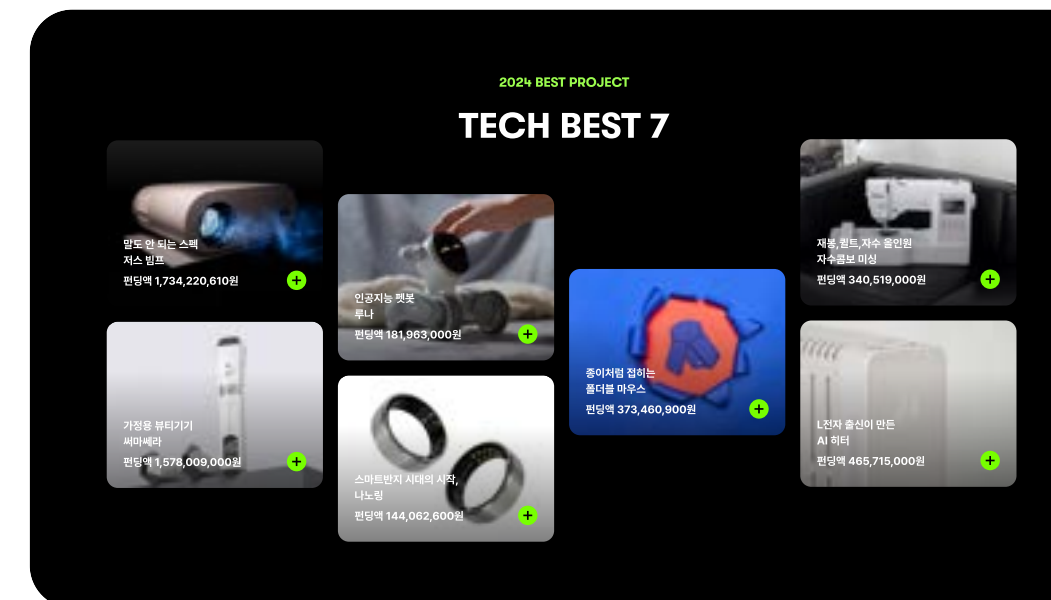 2024 BEST PROJECT
TECH BEST 7
말도 안 되는 스펙
저스 빔프
펀딩액 1,734,220,610원
가정용 뷰티기기
써마쎄라
펀딩액 1,578,009,000원
인공지능 펫봇
루나
펀딩액 181,963,000원
스마트반지 시대의 시작,
나노링
펀딩액 144,062,600원
종이처럼 접히는
폴더블 마우스
펀딩액 373,460,900원
재봉,퀼트,자수 올인원
자수콤보 미싱
펀딩액 340,519,000원
L전자 출신이 만든
AI 히터
펀딩액 465,715,000원